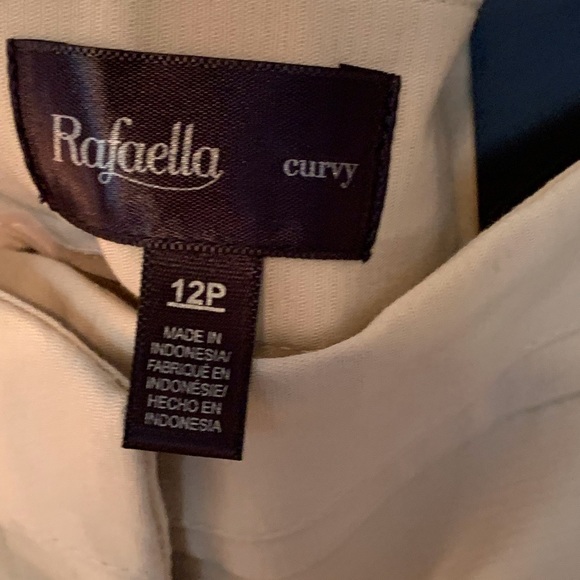 Rafaella curvy
12P
MADE IN
INDONESIA/
FABRIQUÉ EN
INDONÉSIE/
HECHO EN
INDONESIA